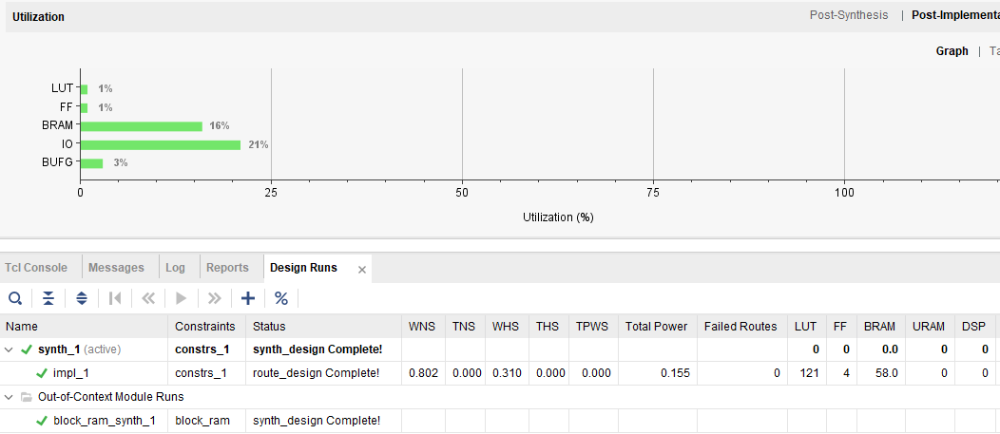 Utilization Post-Synthesis | Post-Implementa
Graph | Ta
LUT 1%
FF 1%
BRAM 16%
IO 21%
BUFG 3%
0 25 50 75 100
Utilization (%)
Tcl Console Messages Log Reports Design Runs ×
Name Constraints Status WNS TNS WHS THS TPWS Total Power Failed Routes LUT FF BRAM URAM DSP
synth_1 (active) constrs_1 synth_design Complete! 0 0 0.0 0 0
impl_1 constrs_1 route_design Complete! 0.802 0.000 0.310 0.000 0.000 0.155 0 121 4 58.0 0 0
Out-of-Context Module Runs
block_ram_synth_1 block_ram synth_design Complete!